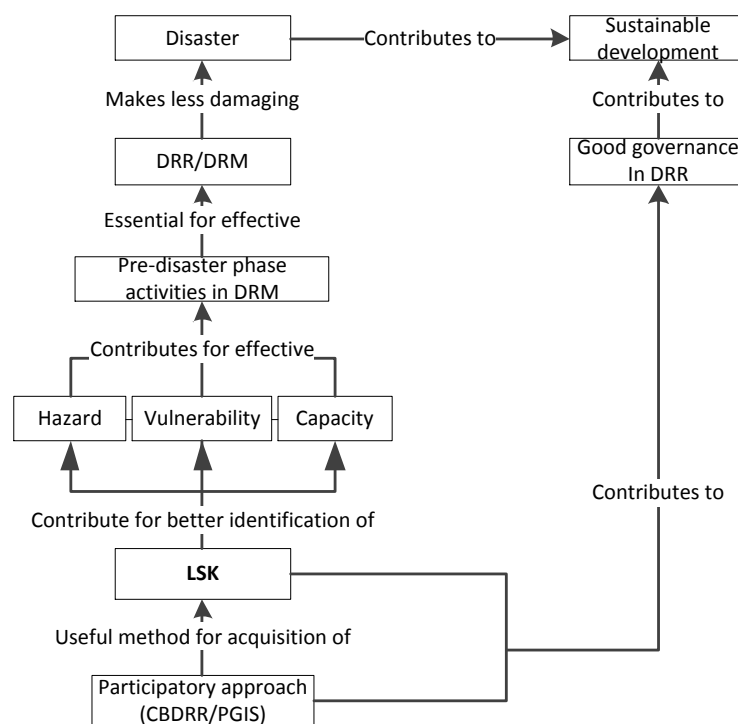 Disaster
Contributes to
Sustainable
development
Makes less damaging
Contributes to
DRR/DRM
Good governance
In DRR
Essential for effective
Pre-disaster phase
activities in DRM
Contributes for effective
Hazard
Vulnerability
Capacity
Contribute for better identification of
Contributes to
LSK
Useful method for acquisition of
Participatory approach
(CBDRR/PGIS)